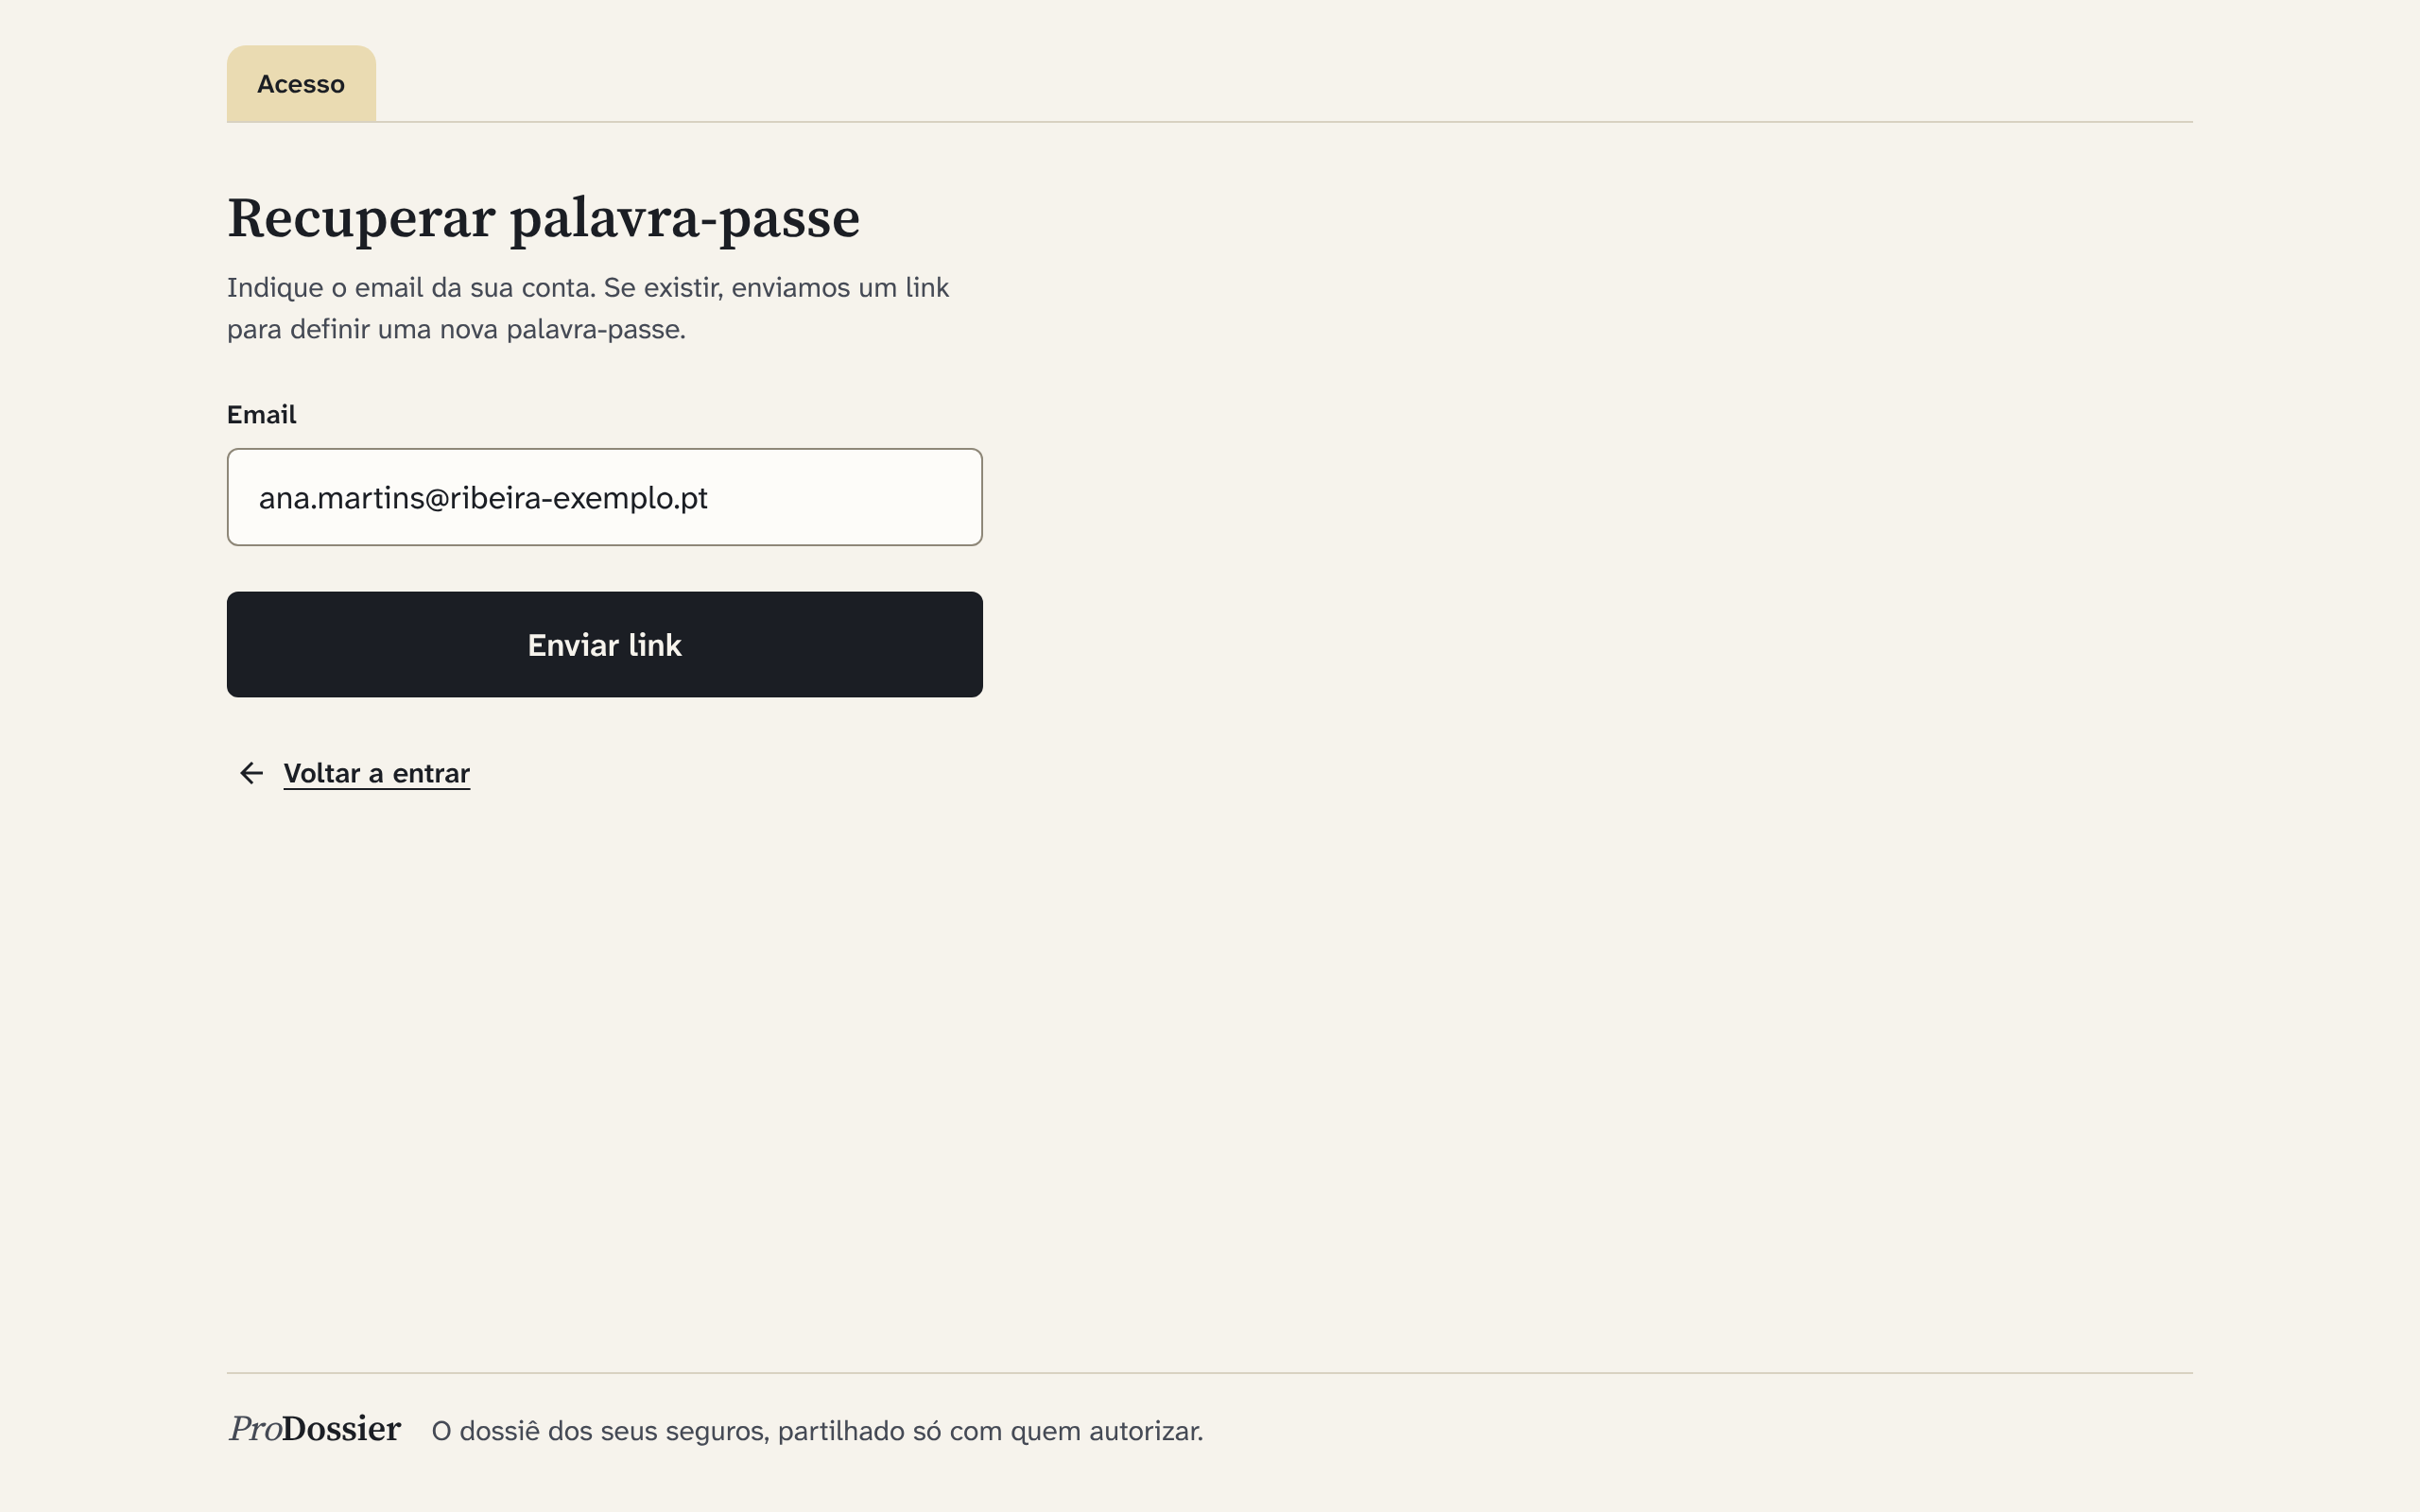 Acesso
Recuperar palavra-passe
Indique o email da sua conta. Se existir, enviamos um link
para definir uma nova palavra-passe.
Email
ana.martins@ribeira-exemplo.pt
Enviar link
← Voltar a entrar
ProDossier O dossiê dos seus seguros, partilhado só com quem autorizar.